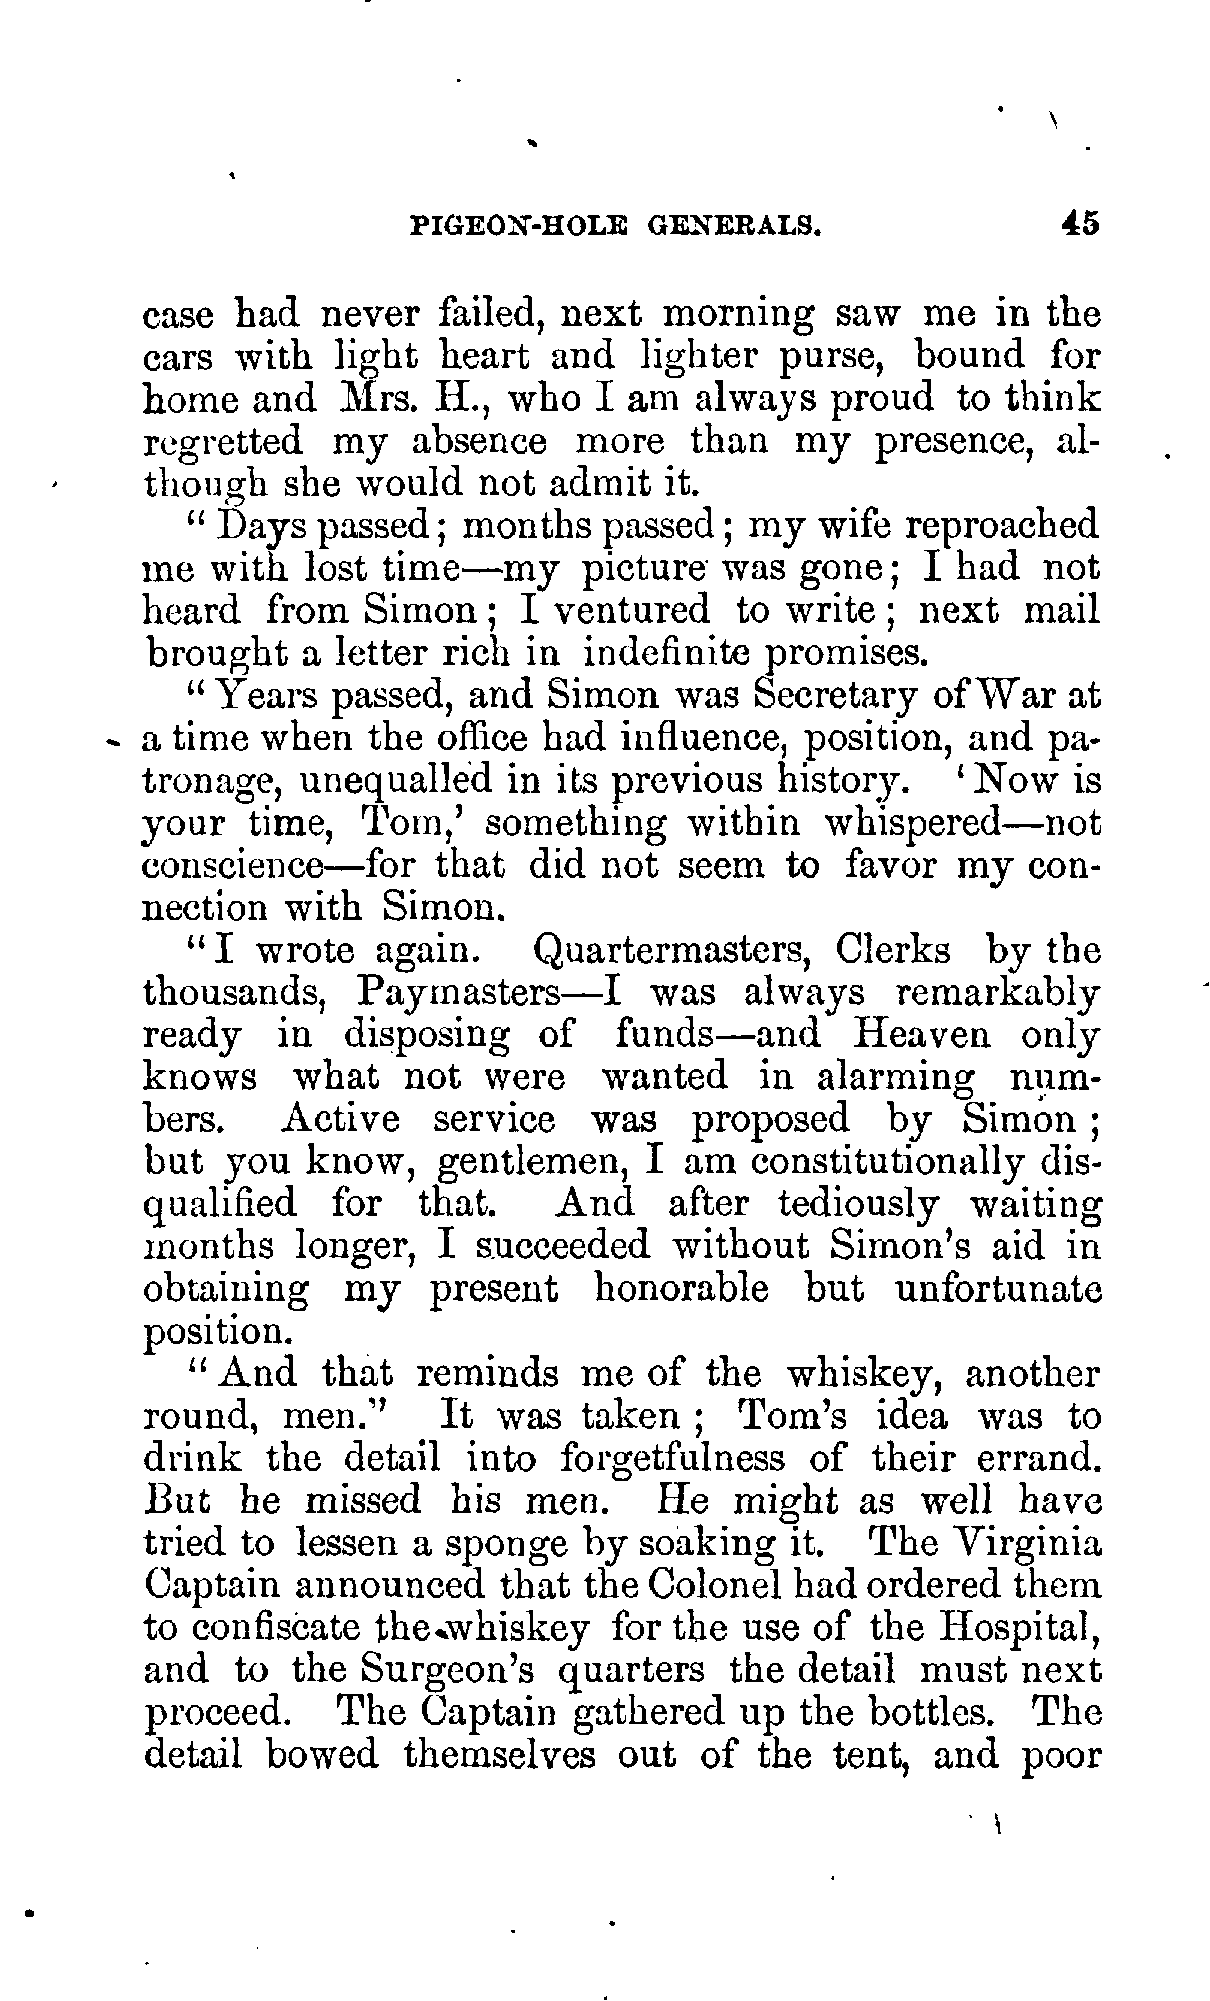 PIGEON-HOLE GENERALS. 45
case had never failed, next morning saw me in the
cars with light heart and lighter purse, bound for
home and Mrs. H., who I am always proud to think
regretted my absence more than my presence, al-
though she would not admit it.
“ Days passed; months passed; my wife reproached
me with lost time—my picture was gone; I had not
heard from Simon; I ventured to write; next mail
brought a letter rich in indefinite promises.
“ Years passed, and Simon was Secretary of War at
a time when the office had influence, position, and pa-
tronage, unequalled in its previous history. ‘ Now is
your time, Tom,’ something within whispered—not
conscience—for that did not seem to favor my con-
nection with Simon.
“ I wrote again. Quartermasters, Clerks by the
thousands, Paymasters—I was always remarkably
ready in disposing of funds—and Heaven only
knows what not were wanted in alarming num-
bers. Active service was proposed by Simon ;
but you know, gentlemen, I am constitutionally dis-
qualified for that. And after tediously waiting
months longer, I succeeded without Simon’s aid in
obtaining my present honorable but unfortunate
position.
“ And that reminds me of the whiskey, another
round, men.” It was taken ; Tom’s idea was to
drink the detail into forgetfulness of their errand.
But he missed his men. He might as well have
tried to lessen a sponge by soaking it. The Virginia
Captain announced that the Colonel had ordered them
to confiscate the whiskey for the use of the Hospital,
and to the Surgeon’s quarters the detail must next
proceed. The Captain gathered up the bottles. The
detail bowed themselves out of the tent, and poor